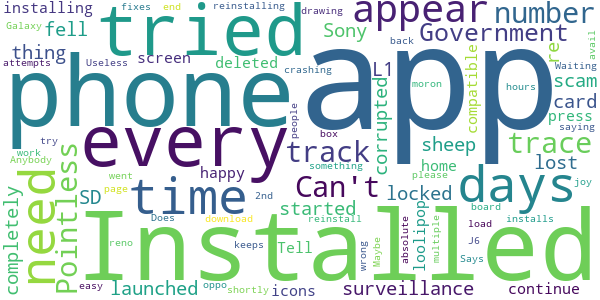 installing fixes end reinstalling drawing appear number
Galaxy fell tried back Sony Government
thing screen attempts Useless deleted crashing L1 Waiting avail
phone app corrupted compatible re scam
moron hours card saying
people box press
every track sheep trace
Anybody work try something home lost
need Pointless happy Can't locked days
completely SD time 2nd please joy
page went started
Does download reinstall loolipop board installs
Installed
reno Tell wrong Maybe absolute multiple load J6
keeps Says
easy launched oppo shortly icons surveillance continue